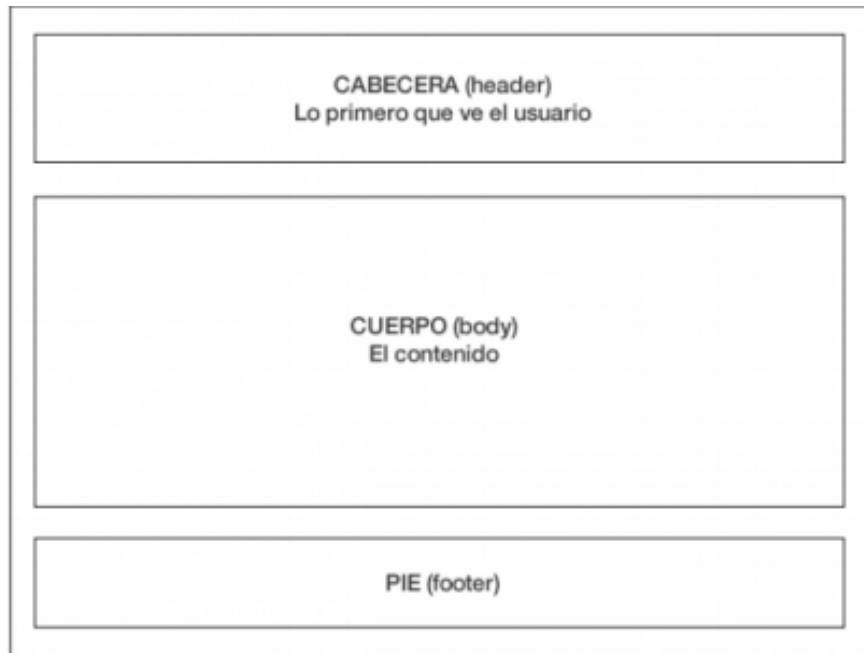 CABECERA (header)
Lo primero que ve el usuario
CUERPO (body)
El contenido
PIE (footer)